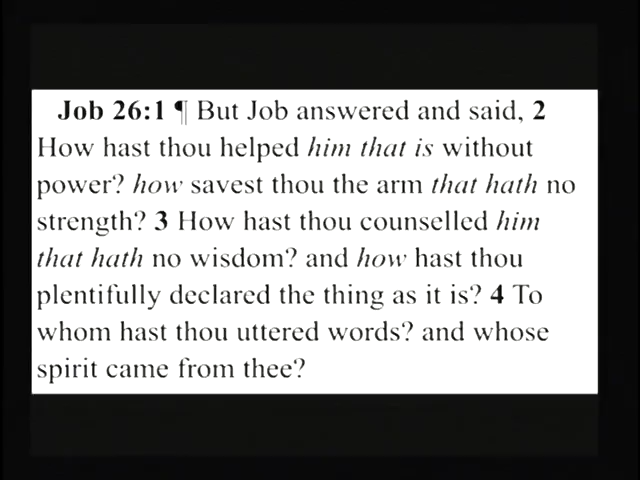 Job 26:1 ¶ But Job answered and said, 2
How hast thou helped him that is without
power? how savest thou the arm that hath no
strength? 3 How hast thou counselled him
that hath no wisdom? and how hast thou
plentifully declared the thing as it is? 4 To
whom hast thou uttered words? and whose
spirit came from thee?